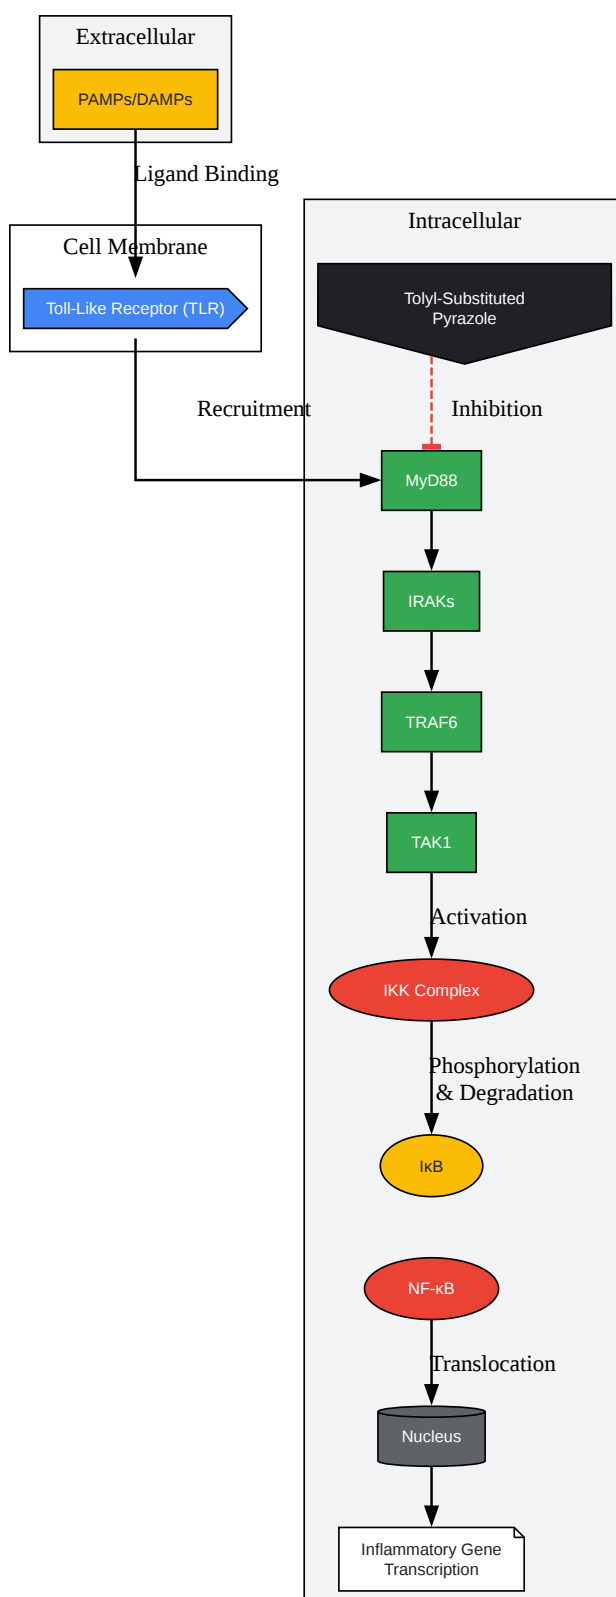 Extracellular
PAMPs/DAMPs
Ligand Binding
Cell Membrane
Toll-Like Receptor (TLR)
Intracellular
Tolyl-Substituted
Pyrazole
Recruitment
Inhibition
MyD88
IRAKs
TRAF6
TAK1
Activation
IKK Complex
Phosphorylation
& Degradation
IκB
NF-κB
Translocation
Nucleus
Inflammatory Gene
Transcription